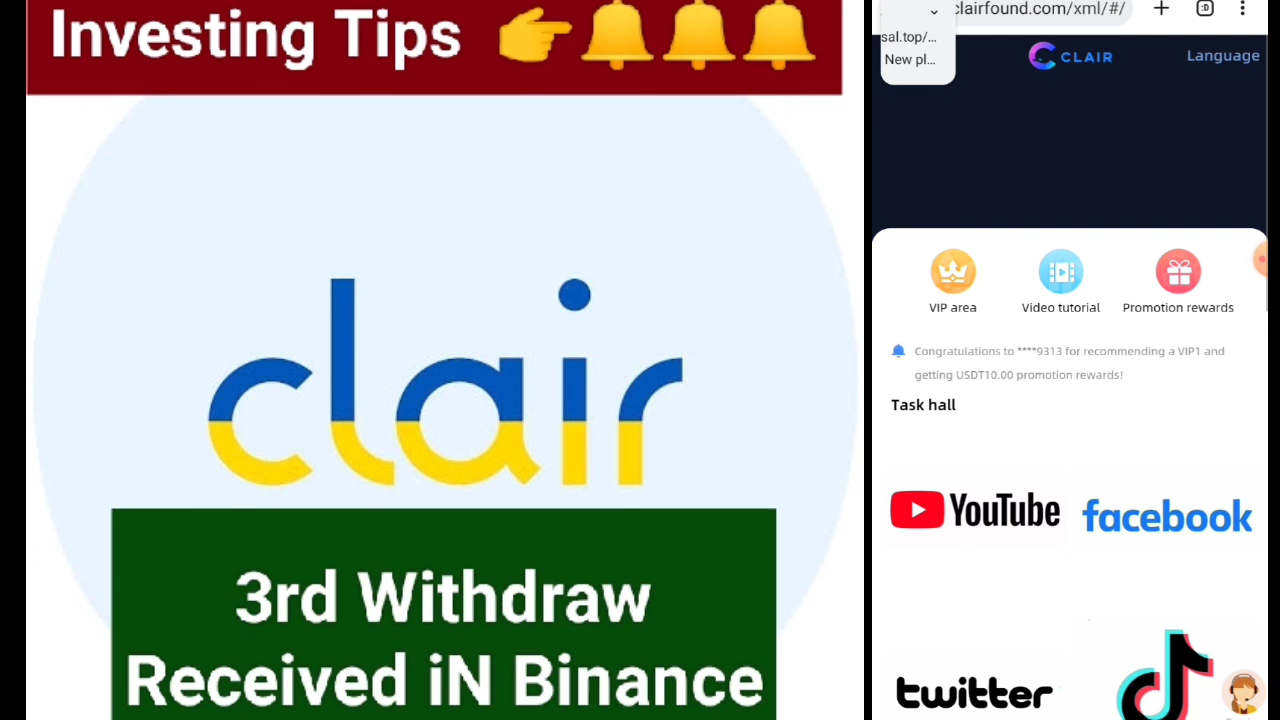 Investing Tips 👉🔔🔔🔔
clair
3rd Withdraw
Received iN Binance
clairfound.com/xml/#/
:D
sal.top/...
New pl...
CLAIR
Language
VIP area
Video tutorial
Promotion rewards
Congratulations to ****9313 for recommending a VIP1 and
getting USDT10.00 promotion rewards!
Task hall
YouTube
facebook
twitter